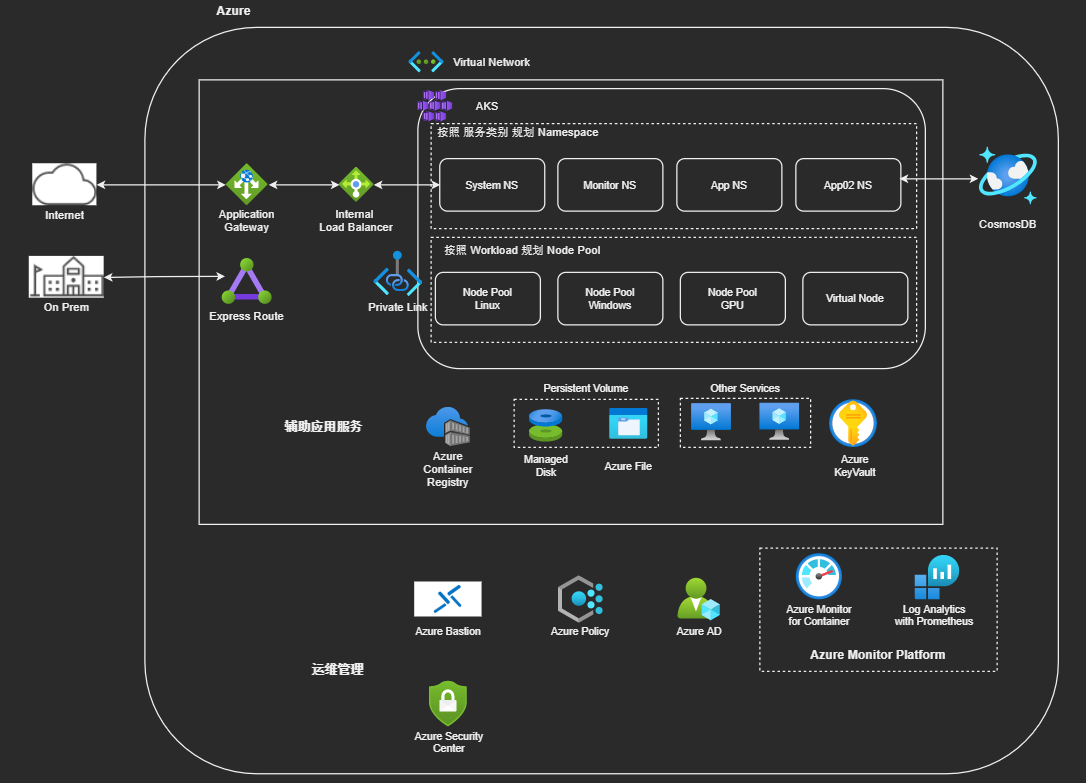 Azure
Virtual Network
AKS
按照 服务类别 规划 Namespace
System NS
Monitor NS
App NS
App02 NS
Internet
Application
Gateway
Internal
Load Balancer
CosmosDB
按照 Workload 规划 Node Pool
Node Pool
Linux
Node Pool
Windows
Node Pool
GPU
Virtual Node
On Prem
Express Route
Private Link
Persistent Volume
Other Services
辅助应用服务
Azure
Container
Registry
Managed
Disk
Azure File
Azure
KeyVault
Azure Bastion
Azure Policy
Azure AD
Azure Monitor
for Container
Log Analytics
with Prometheus
Azure Monitor Platform
运维管理
Azure Security
Center